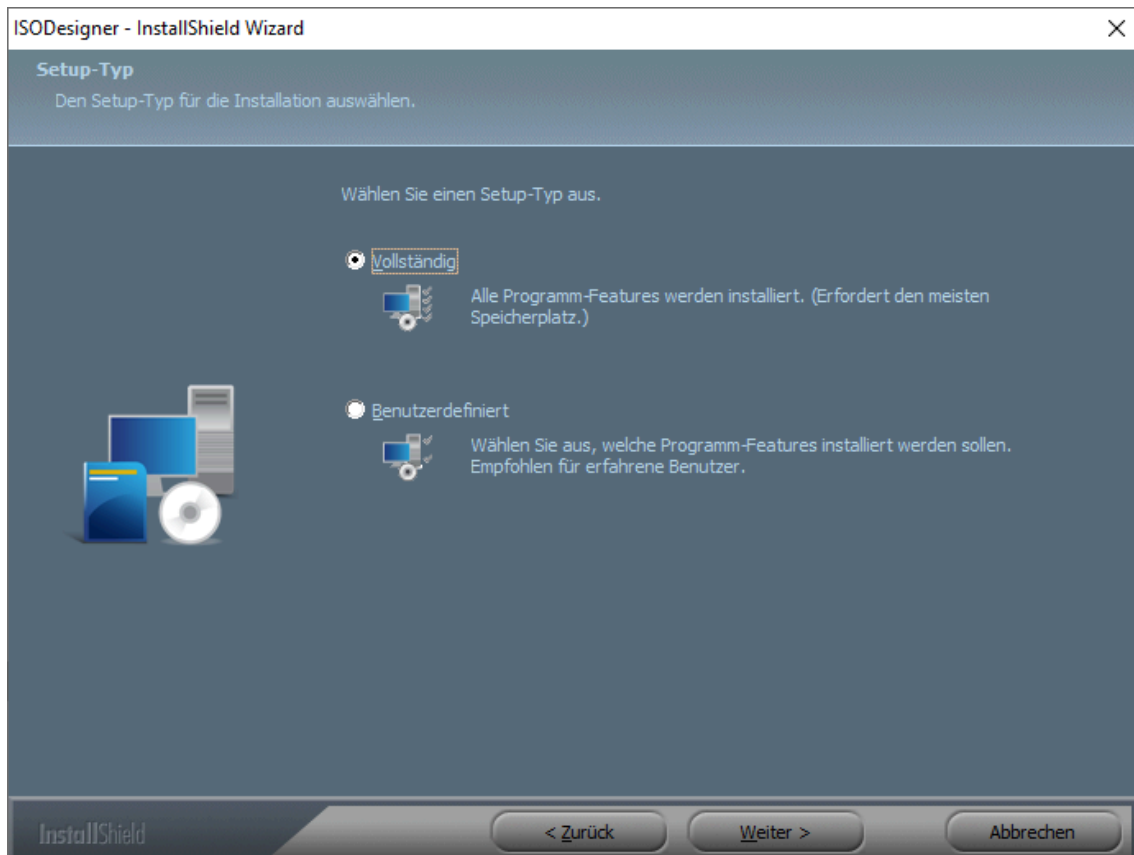 ISODesigner - InstallShield Wizard
Setup-Typ
Den Setup-Typ für die Installation auswählen.
Wählen Sie einen Setup-Typ aus.
Vollständig
Alle Programm-Features werden installiert. (Erfordert den meisten
Speicherplatz.)
Benutzerdefiniert
Wählen Sie aus, welche Programm-Features installiert werden sollen.
Empfohlen für erfahrene Benutzer.
InstallShield
< Zurück
Weiter >
Abbrechen